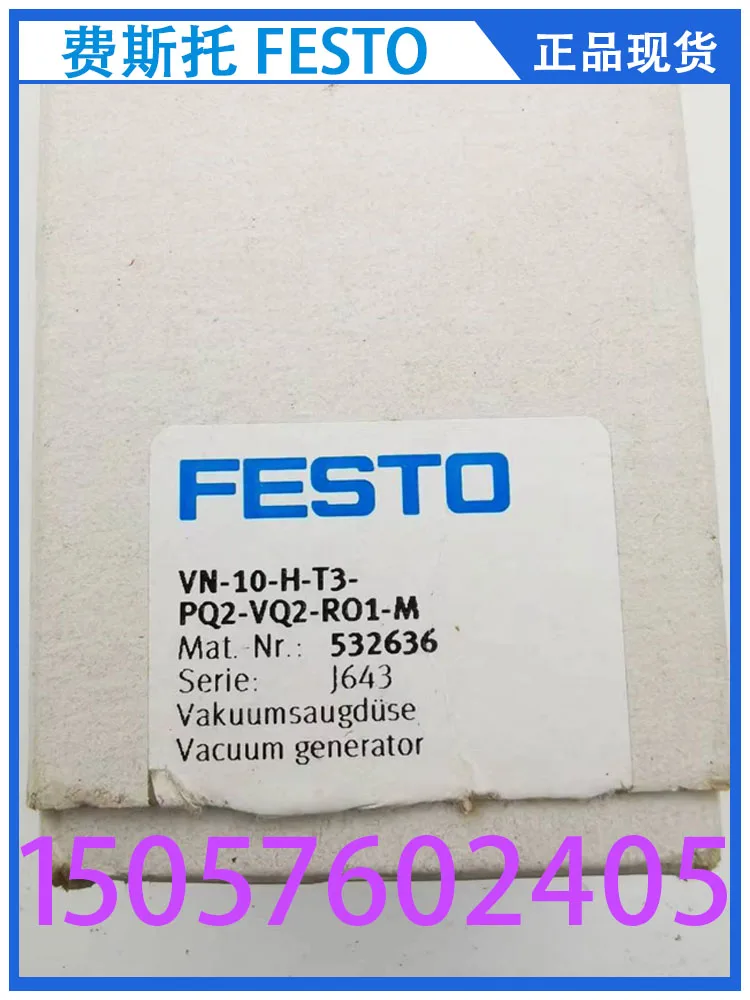 费斯托 FESTO
正品现货
FESTO
VN-10-H-T3-
PQ2-VQ2-RO1-M
Mat. Nr.: 532636
Serie: J643
Vakuumsaugdüse
Vacuum generator
15057602405